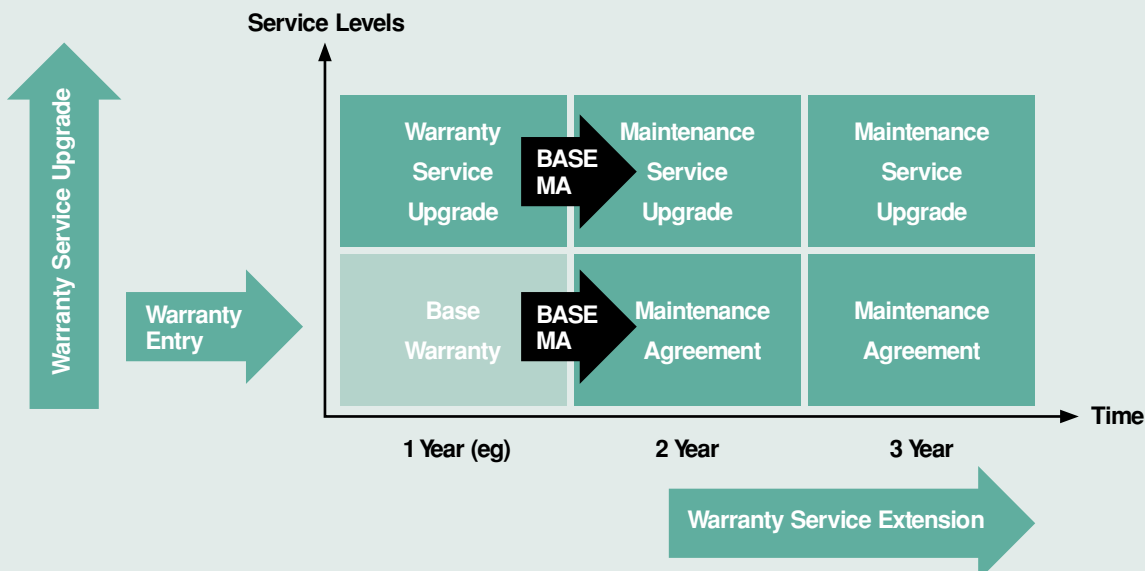 Service Levels
Warranty Service Upgrade
Warranty
Service
Upgrade
BASE
MA
Maintenance
Service
Upgrade
Maintenance
Service
Upgrade
Warranty
Entry
Base
Warranty
BASE
MA
Maintenance
Agreement
Maintenance
Agreement
Time
1 Year (eg)
2 Year
3 Year
Warranty Service Extension